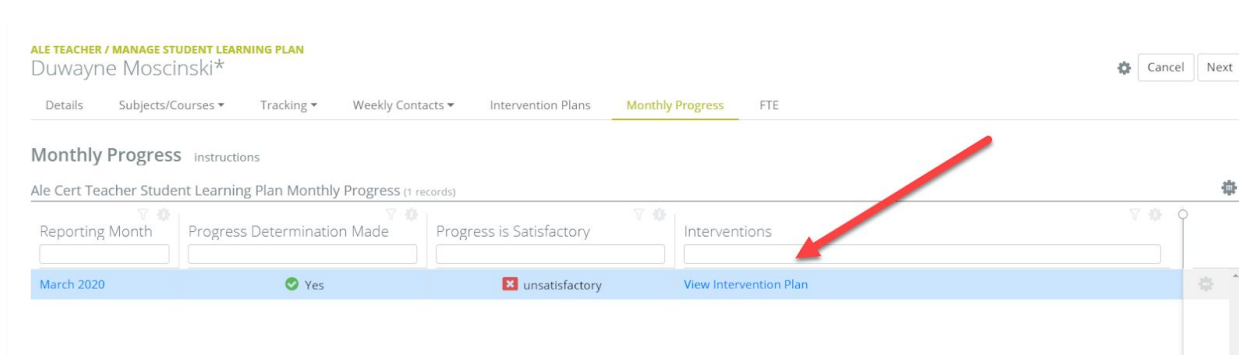 ALE TEACHER / MANAGE STUDENT LEARNING PLAN
Duwayne Moscinski*
Cancel Next
Details Subjects/Courses Tracking Weekly Contacts Intervention Plans Monthly Progress FTE
Monthly Progress instructions
Ale Cert Teacher Student Learning Plan Monthly Progress (1 records)
Reporting Month Progress Determination Made Progress is Satisfactory Interventions
March 2020 Yes unsatisfactory View Intervention Plan